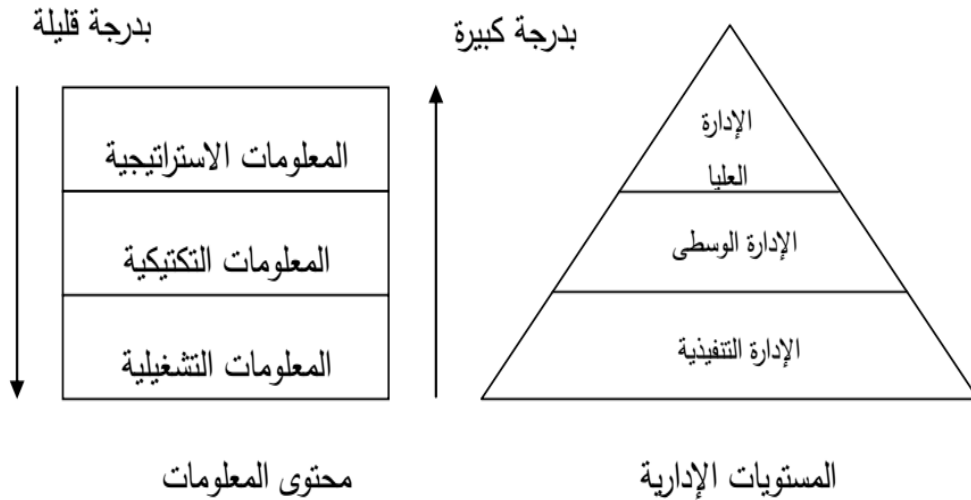 بدرجة كبيرة
بدرجة قليلة
الإدارة
العليا
الإدارة الوسطى
الإدارة التنفيذية
المعلومات الاستراتيجية
المعلومات التكتيكية
المعلومات التشغيلية
المستويات الإدارية
محتوى المعلومات